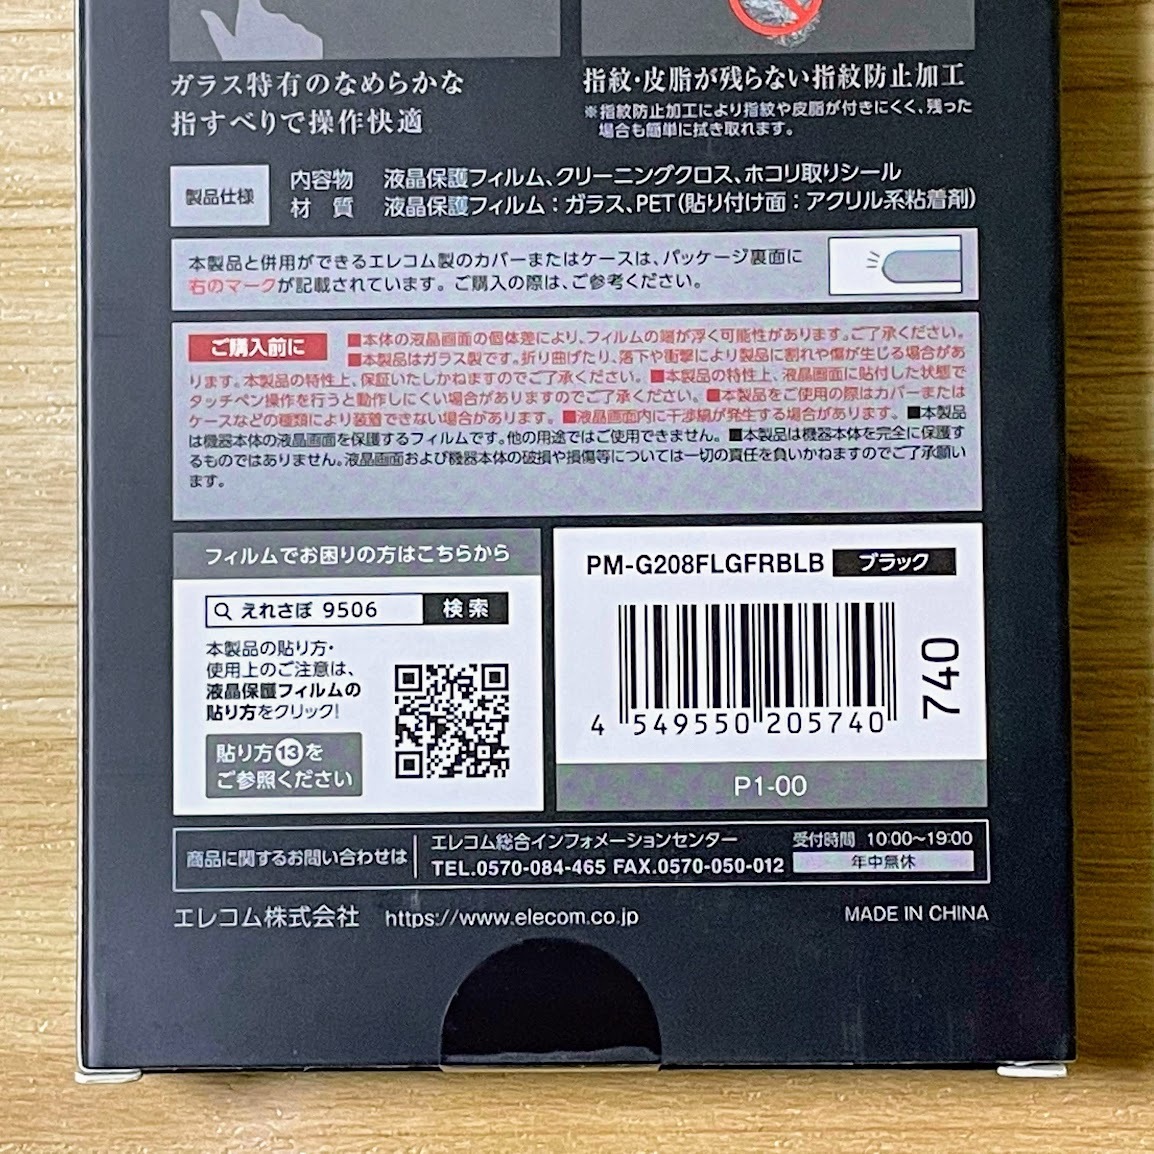 ガラス特有のなめらかな
指すべりで操作快適
指紋・皮脂が残らない指紋防止加工
※指紋防止加工により指紋や皮脂が付きにくく、残った
場合も簡単に拭き取れます。
製品仕様
内容物 液晶保護フィルム、クリーニングクロス、ホコリ取りシール
材 質 液晶保護フィルム：ガラス、PET（貼り付け面：アクリル系粘着剤）
本製品と併用ができるエレコム製のカバーまたはケースは、パッケージ裏面に
右のマークが記載されています。ご購入の際は、ご参考ください。
ご購入前に ■本体の液晶画面の個体差により、フィルムの端が浮く可能性があります。ご了承ください。
■本製品はガラス製です。折り曲げたり、落下や衝撃により製品に割れや傷が生じる場合があ
ります。本製品の特性上、保証いたしかねますのでご了承ください。■本製品の特性上、液晶画面に貼付した状態で
タッチペン操作を行うと動作しにくい場合がありますのでご了承ください。■本製品をご使用の際はカバーまたは
ケースなどの種類により装着できない場合があります。■液晶画面内に干渉縞が発生する場合があります。■本製品
は機器本体の液晶画面を保護するフィルムです。他の用途ではご使用できません。■本製品は機器本体を完全に保護す
るものではありません。液晶画面および機器本体の破損や損傷等については一切の責任を負いかねますのでご了承願い
ます。
フィルムでお困りの方はこちらから
えれさぽ 9506 検索
本製品の貼り方・
使用上のご注意は、
液晶保護フィルムの
貼り方をクリック!
貼り方⑬を
ご参照ください
PM-G208FLGFRBLB ブラック
4 549550 205740
740
P1-00
商品に関するお問い合わせは
エレコム総合インフォメーションセンター
TEL.0570-084-465 FAX.0570-050-012
受付時間 10:00～19:00
年中無休
エレコム株式会社 https://www.elecom.co.jp
MADE IN CHINA